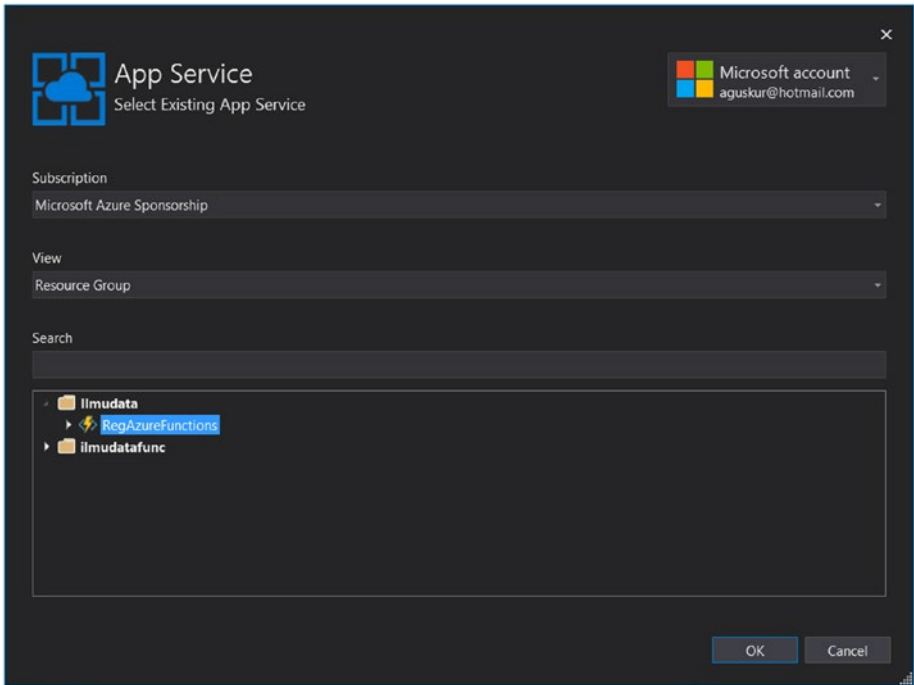 App Service
Select Existing App Service
Microsoft account
aguskur@hotmail.com
Subscription
Microsoft Azure Sponsorship
View
Resource Group
Search
Ilmudata
RegAzureFunctions
ilmudatafunc
OK
Cancel